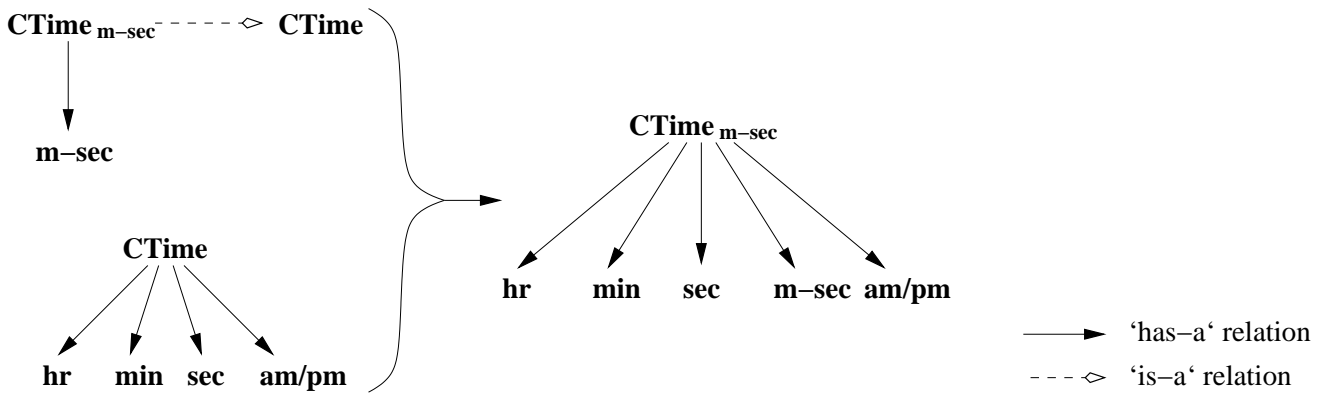 CTime m−sec CTime
m−sec
CTime
hr min sec am/pm
CTime m−sec
hr min sec m−sec am/pm
‘has−a‘ relation
‘is−a‘ relation